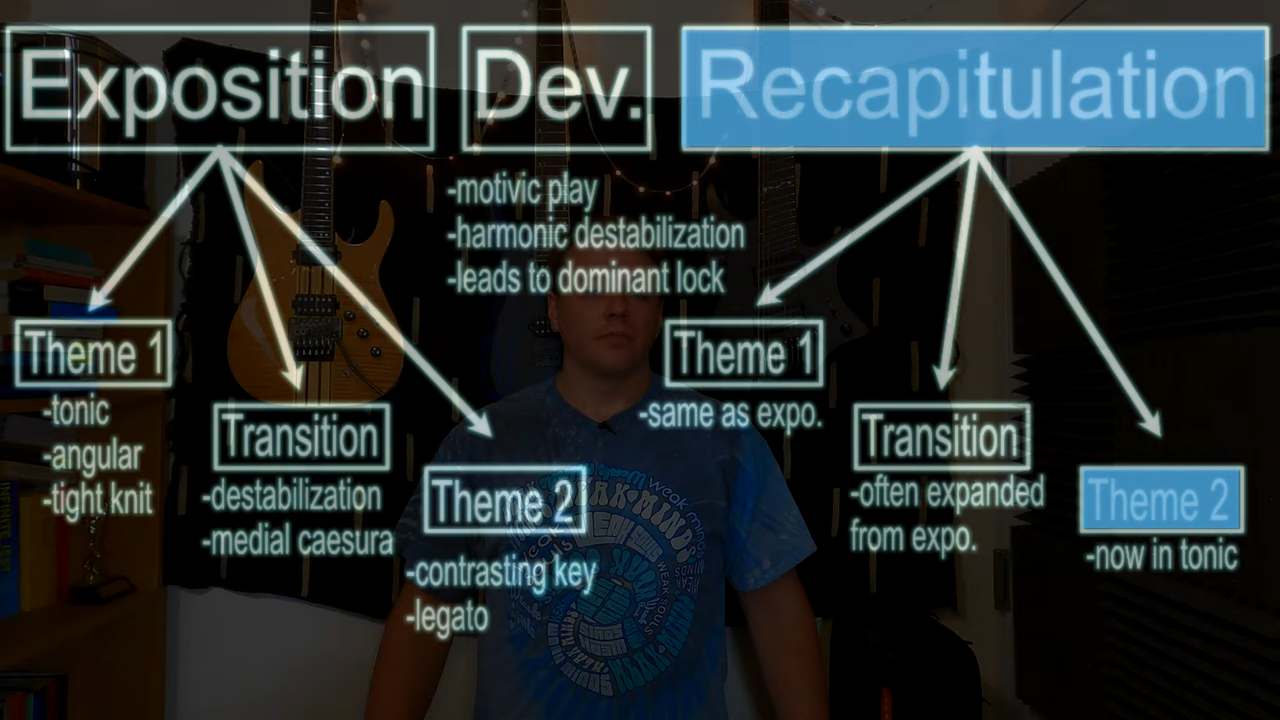 Exposition
Dev.
Recapitulation
-motivic play
-harmonic destabilization
-leads to dominant lock
Theme 1
-tonic
-angular
-tight knit
Transition
-destabilization
-medial caesura
Theme 2
-contrasting key
-legato
Theme 1
-same as expo.
Transition
-often expanded
from expo.
Theme 2
-now in tonic